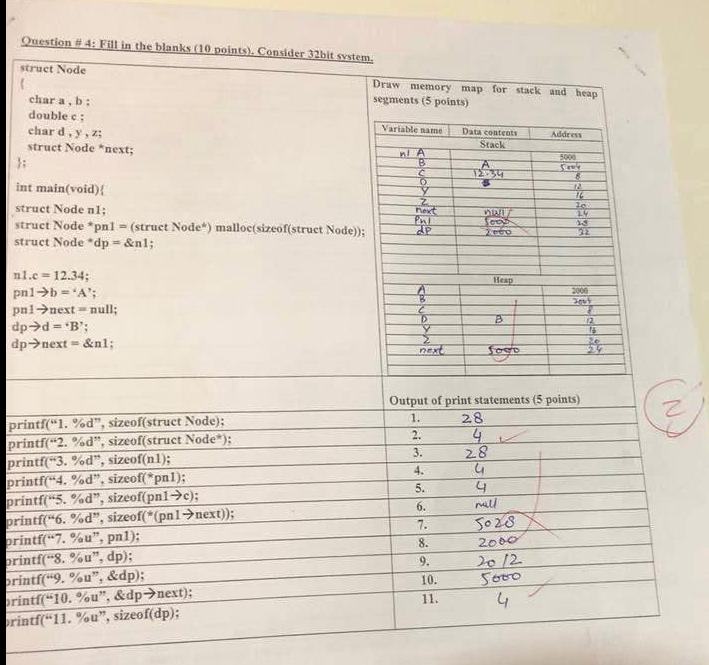 Question # 4: Fill in the blanks (10 points). Consider 32bit system.
struct Node
{
char a , b ;
double c ;
char d , y , z;
struct Node *next;
};
int main(void){
struct Node n1;
struct Node *pn1 = (struct Node*) malloc(sizeof(struct Node));
struct Node *dp = &n1;
n1.c = 12.34;
pn1→b = 'A';
pn1→next = null;
dp→d = 'B';
dp→next = &n1;
Draw memory map for stack and heap
segments (5 points)
Variable name Data contents Address
Stack
n1 A 5000
B A 5004
C 12.34 8
D 12
Y 16
Z 20
next null 24
Pn1 5000 28
dP 2000 32
Heap
A 2000
B 2004
C 8
D B 12
Y 16
Z 20
next 5000 24
Output of print statements (5 points)
printf("1. %d", sizeof(struct Node); 1. 28
printf("2. %d", sizeof(struct Node*); 2. 4
printf("3. %d", sizeof(n1); 3. 28
printf("4. %d", sizeof(*pn1); 4. 4
printf("5. %d", sizeof(pn1→c); 5. 4
printf("6. %d", sizeof(*(pn1→next)); 6. null
printf("7. %u", pn1); 7. 5028
printf("8. %u", dp); 8. 2000
printf("9. %u", &dp); 9. 2012
printf("10. %u", &dp→next); 10. 5000
printf("11. %u", sizeof(dp); 11. 4
2